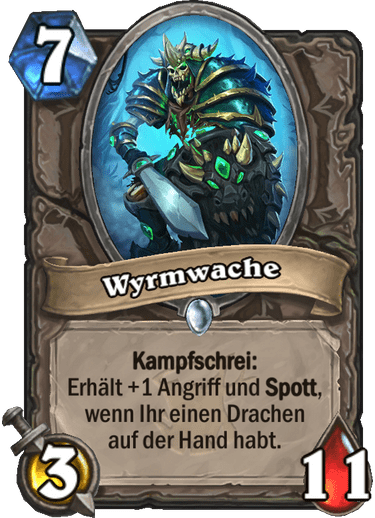 7
Wyrmwache
Kampfschrei:
Erhält +1 Angriff und Spott,
wenn Ihr einen Drachen
auf der Hand habt.
3
11